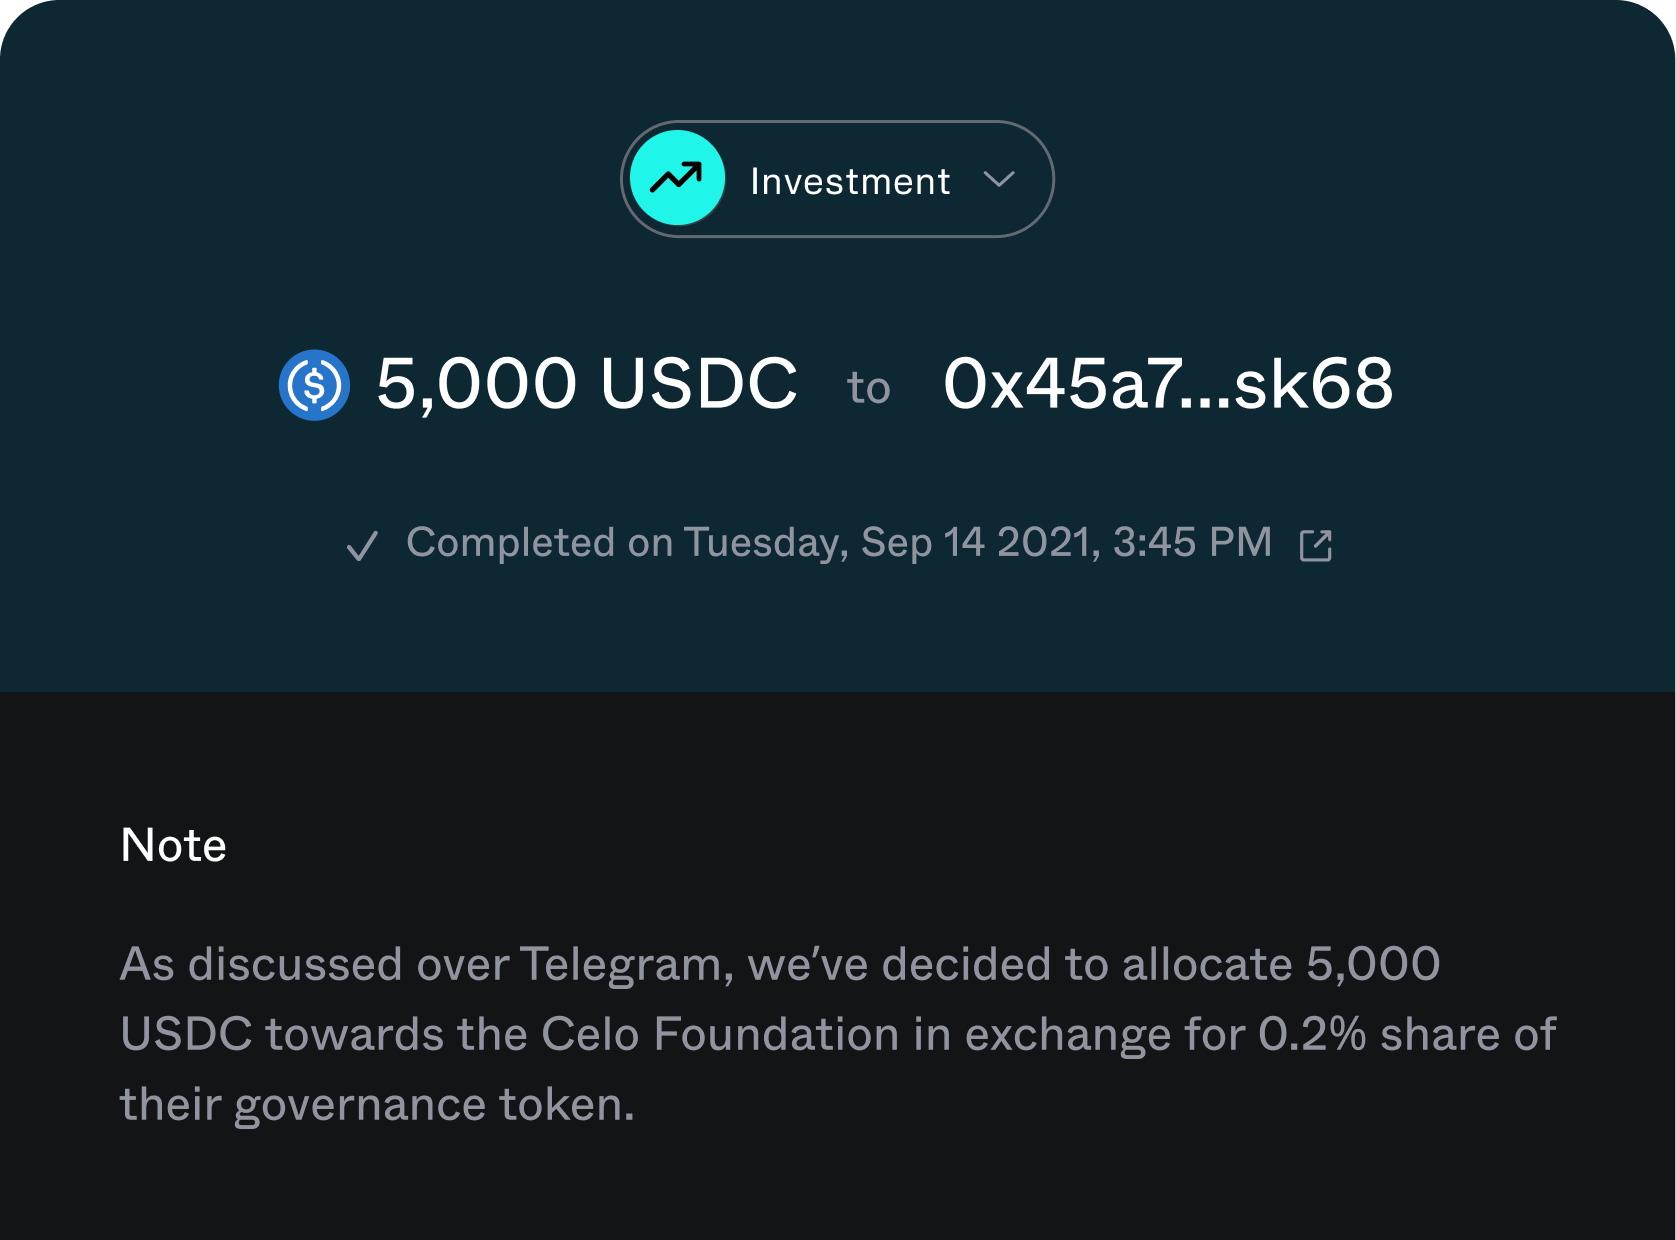 Investment
5,000 USDC to 0x45a7...sk68
Completed on Tuesday, Sep 14 2021, 3:45 PM
Note
As discussed over Telegram, we’ve decided to allocate 5,000
USDC towards the Celo Foundation in exchange for 0.2% share of
their governance token.